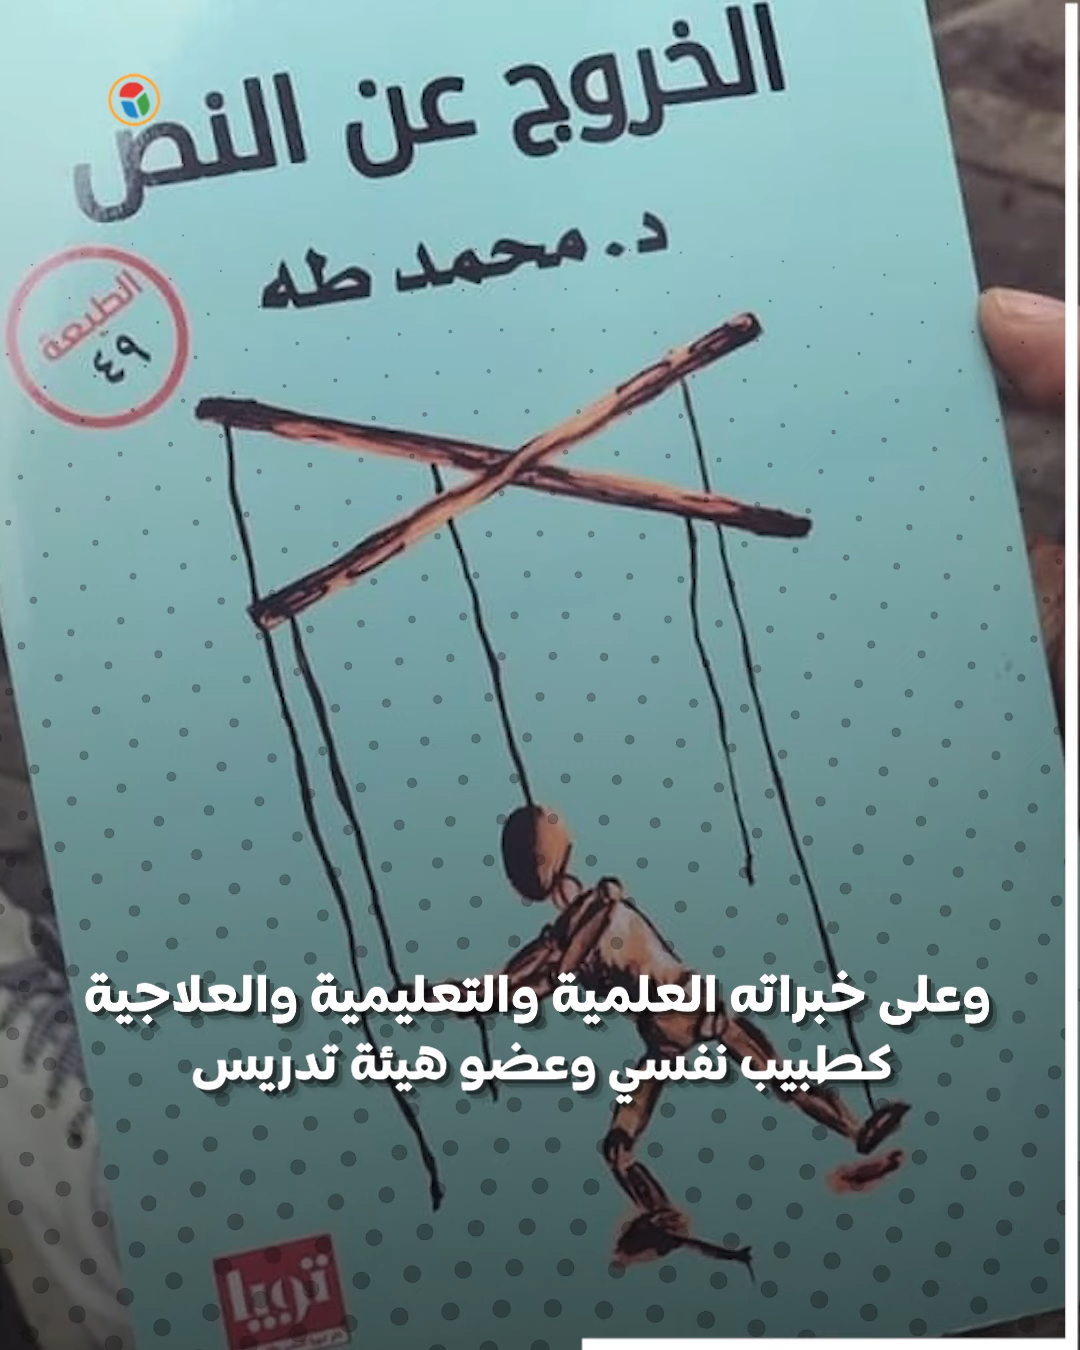 الخروج عن النص
د. محمد طه
الطبعة
٤٩
وعلى خبراته العلمية والتعليمية والعلاجية
كطبيب نفسي وعضو هيئة تدريس
تويا